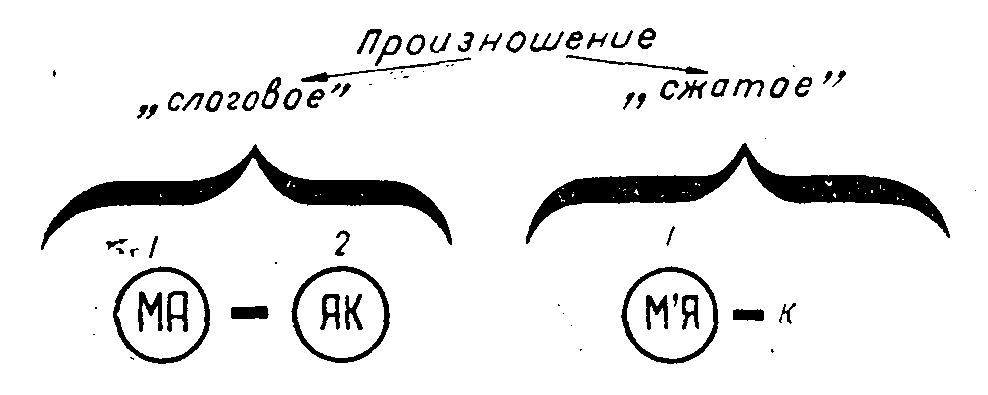 Произношение
„слоговое” „сжатое”
1 2 1
МА – ЯК М'Я – к